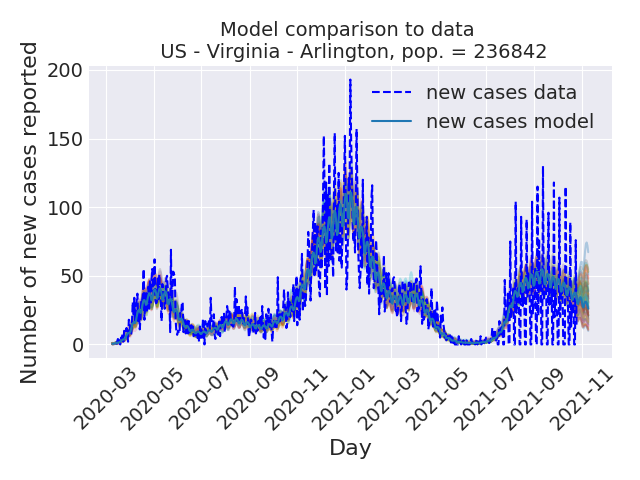 Model comparison to data
US - Virginia - Arlington, pop. = 236842
Number of new cases reported
200
150
100
50
0
new cases data
new cases model
2020-03
2020-05
2020-07
2020-09
2020-11
2021-01
2021-03
2021-05
2021-07
2021-09
2021-11
Day